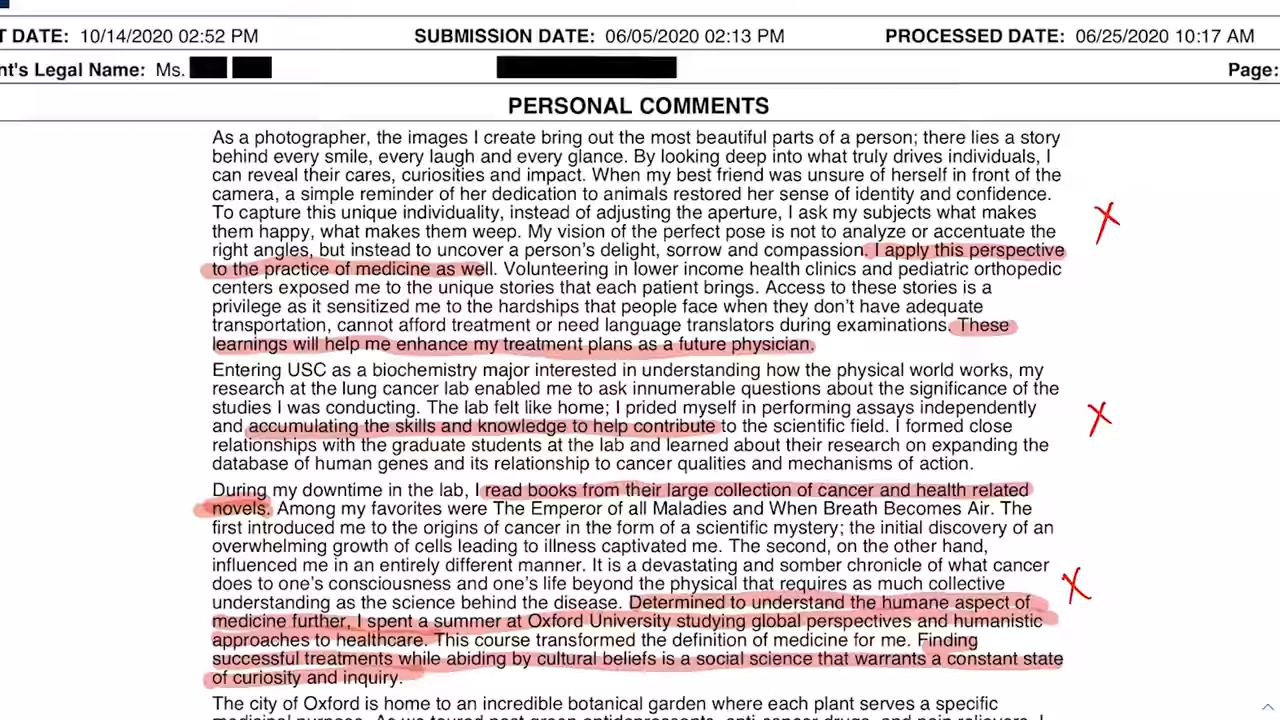 T DATE: 10/14/2020 02:52 PM SUBMISSION DATE: 06/05/2020 02:13 PM PROCESSED DATE: 06/25/2020 10:17 AM
nt's Legal Name: Ms. Page:
PERSONAL COMMENTS
As a photographer, the images I create bring out the most beautiful parts of a person; there lies a story
behind every smile, every laugh and every glance. By looking deep into what truly drives individuals, I
can reveal their cares, curiosities and impact. When my best friend was unsure of herself in front of the
camera, a simple reminder of her dedication to animals restored her sense of identity and confidence.
To capture this unique individuality, instead of adjusting the aperture, I ask my subjects what makes
them happy, what makes them weep. My vision of the perfect pose is not to analyze or accentuate the
right angles, but instead to uncover a person's delight, sorrow and compassion. I apply this perspective
to the practice of medicine as well. Volunteering in lower income health clinics and pediatric orthopedic
centers exposed me to the unique stories that each patient brings. Access to these stories is a
privilege as it sensitized me to the hardships that people face when they don't have adequate
transportation, cannot afford treatment or need language translators during examinations. These
learnings will help me enhance my treatment plans as a future physician.
Entering USC as a biochemistry major interested in understanding how the physical world works, my
research at the lung cancer lab enabled me to ask innumerable questions about the significance of the
studies I was conducting. The lab felt like home; I prided myself in performing assays independently
and accumulating the skills and knowledge to help contribute to the scientific field. I formed close
relationships with the graduate students at the lab and learned about their research on expanding the
database of human genes and its relationship to cancer qualities and mechanisms of action.
During my downtime in the lab, I read books from their large collection of cancer and health related
novels. Among my favorites were The Emperor of all Maladies and When Breath Becomes Air. The
first introduced me to the origins of cancer in the form of a scientific mystery; the initial discovery of an
overwhelming growth of cells leading to illness captivated me. The second, on the other hand,
influenced me in an entirely different manner. It is a devastating and somber chronicle of what cancer
does to one's consciousness and one's life beyond the physical that requires as much collective
understanding as the science behind the disease. Determined to understand the humane aspect of
medicine further, I spent a summer at Oxford University studying global perspectives and humanistic
approaches to healthcare. This course transformed the definition of medicine for me. Finding
successful treatments while abiding by cultural beliefs is a social science that warrants a constant state
of curiosity and inquiry.
The city of Oxford is home to an incredible botanical garden where each plant serves a specific
medicinal purpose. As we toured past green antidepressants, anti-cancer drugs, and pain relievers, I